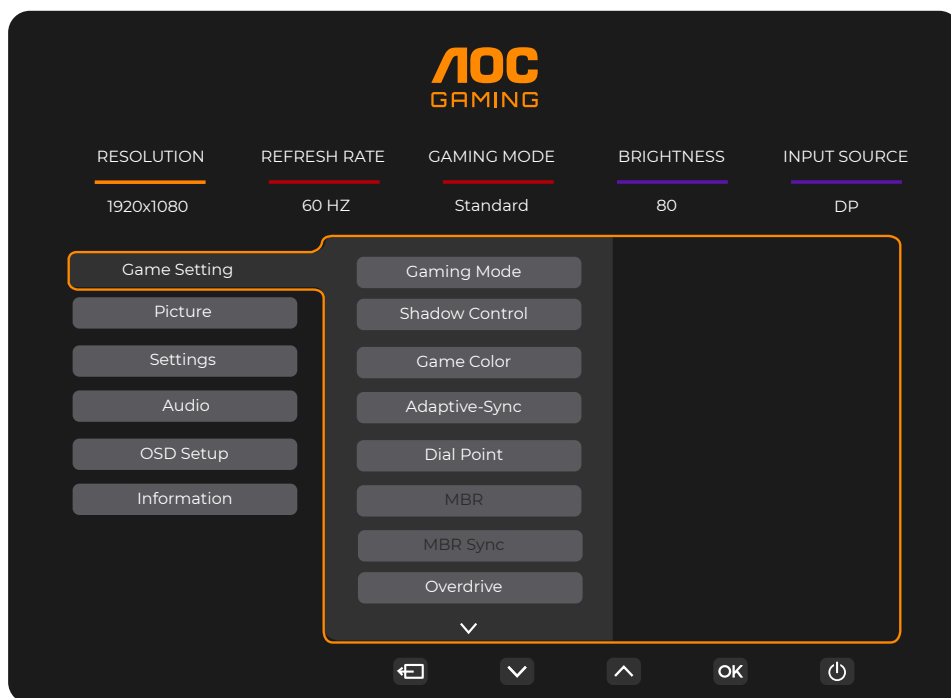 AOC
GAMING
RESOLUTION REFRESH RATE GAMING MODE BRIGHTNESS INPUT SOURCE
1920x1080 60 HZ Standard 80 DP
Game Setting
Picture
Settings
Audio
OSD Setup
Information
Gaming Mode
Shadow Control
Game Color
Adaptive-Sync
Dial Point
MBR
MBR Sync
Overdrive
OK